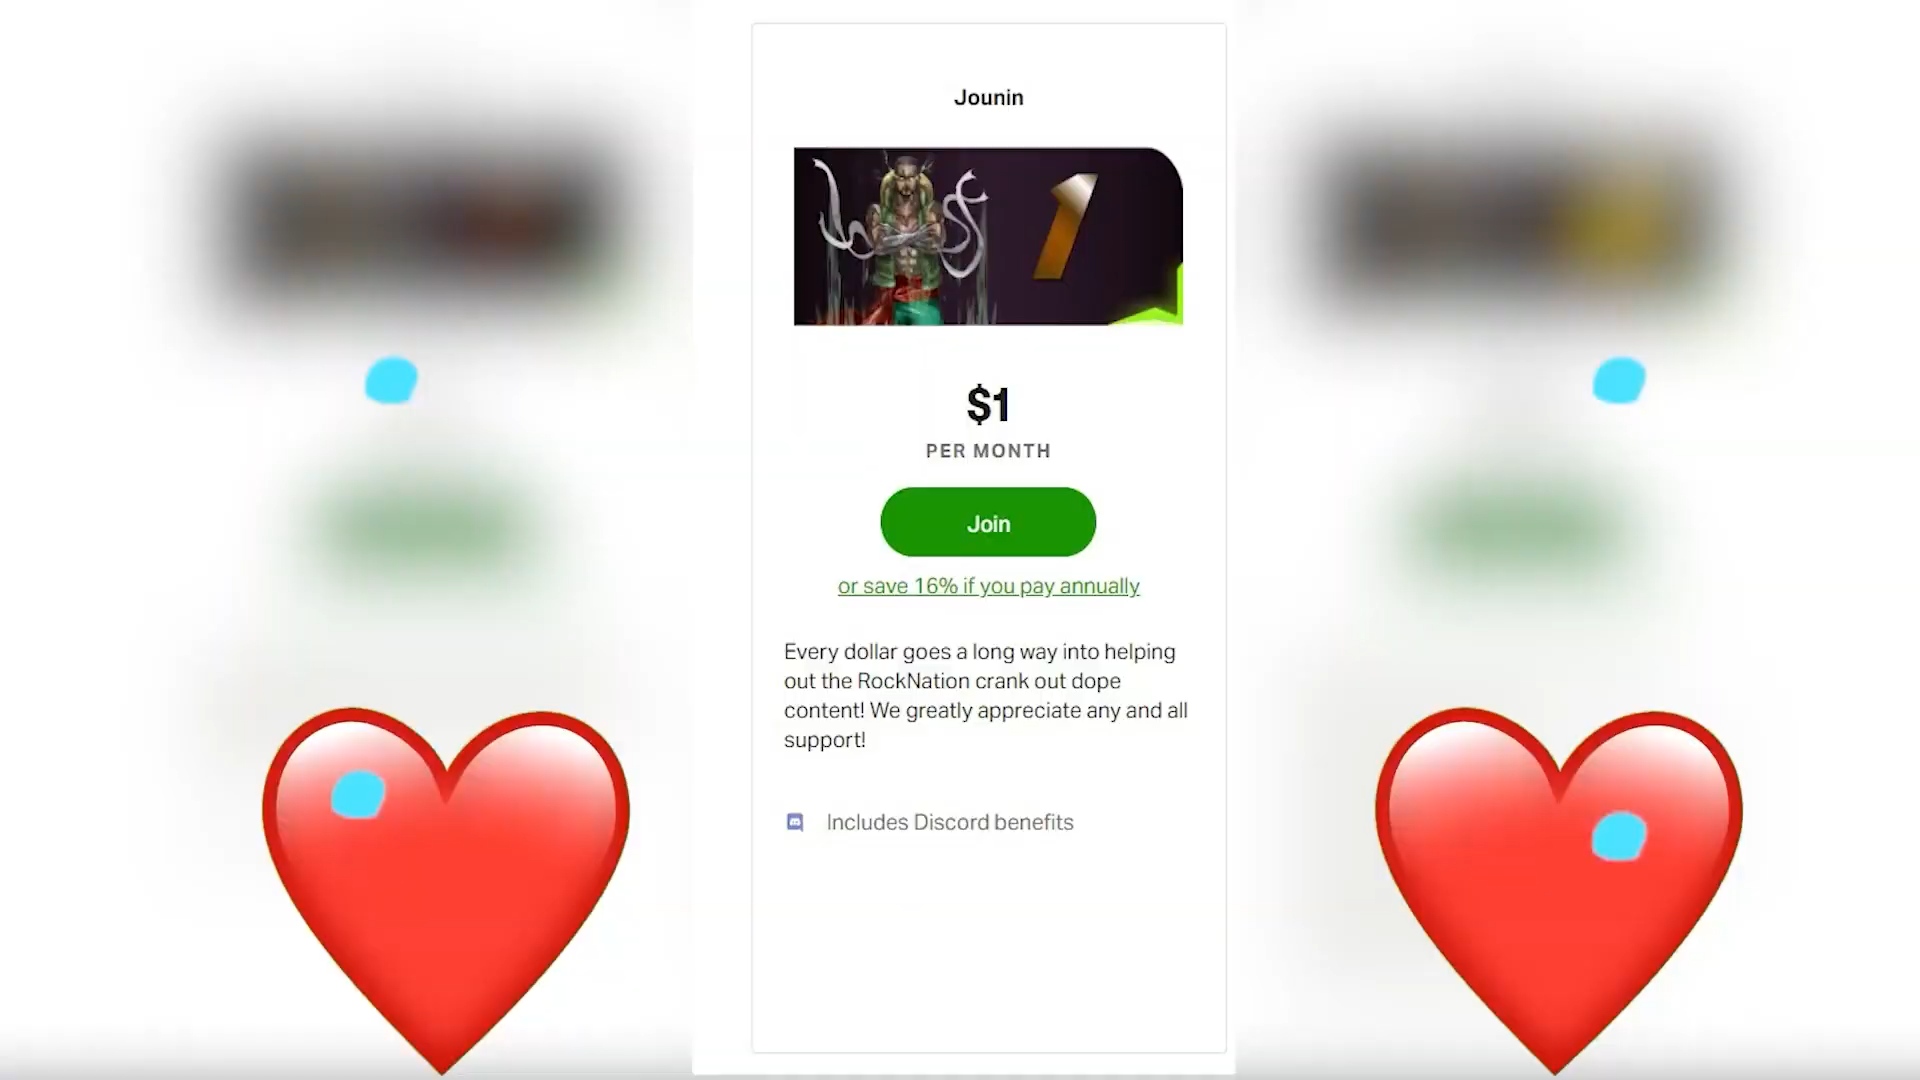 Jounin
1
$1
PER MONTH
Join
or save 16% if you pay annually
Every dollar goes a long way into helping
out the RockNation crank out dope
content! We greatly appreciate any and all
support!
Includes Discord benefits